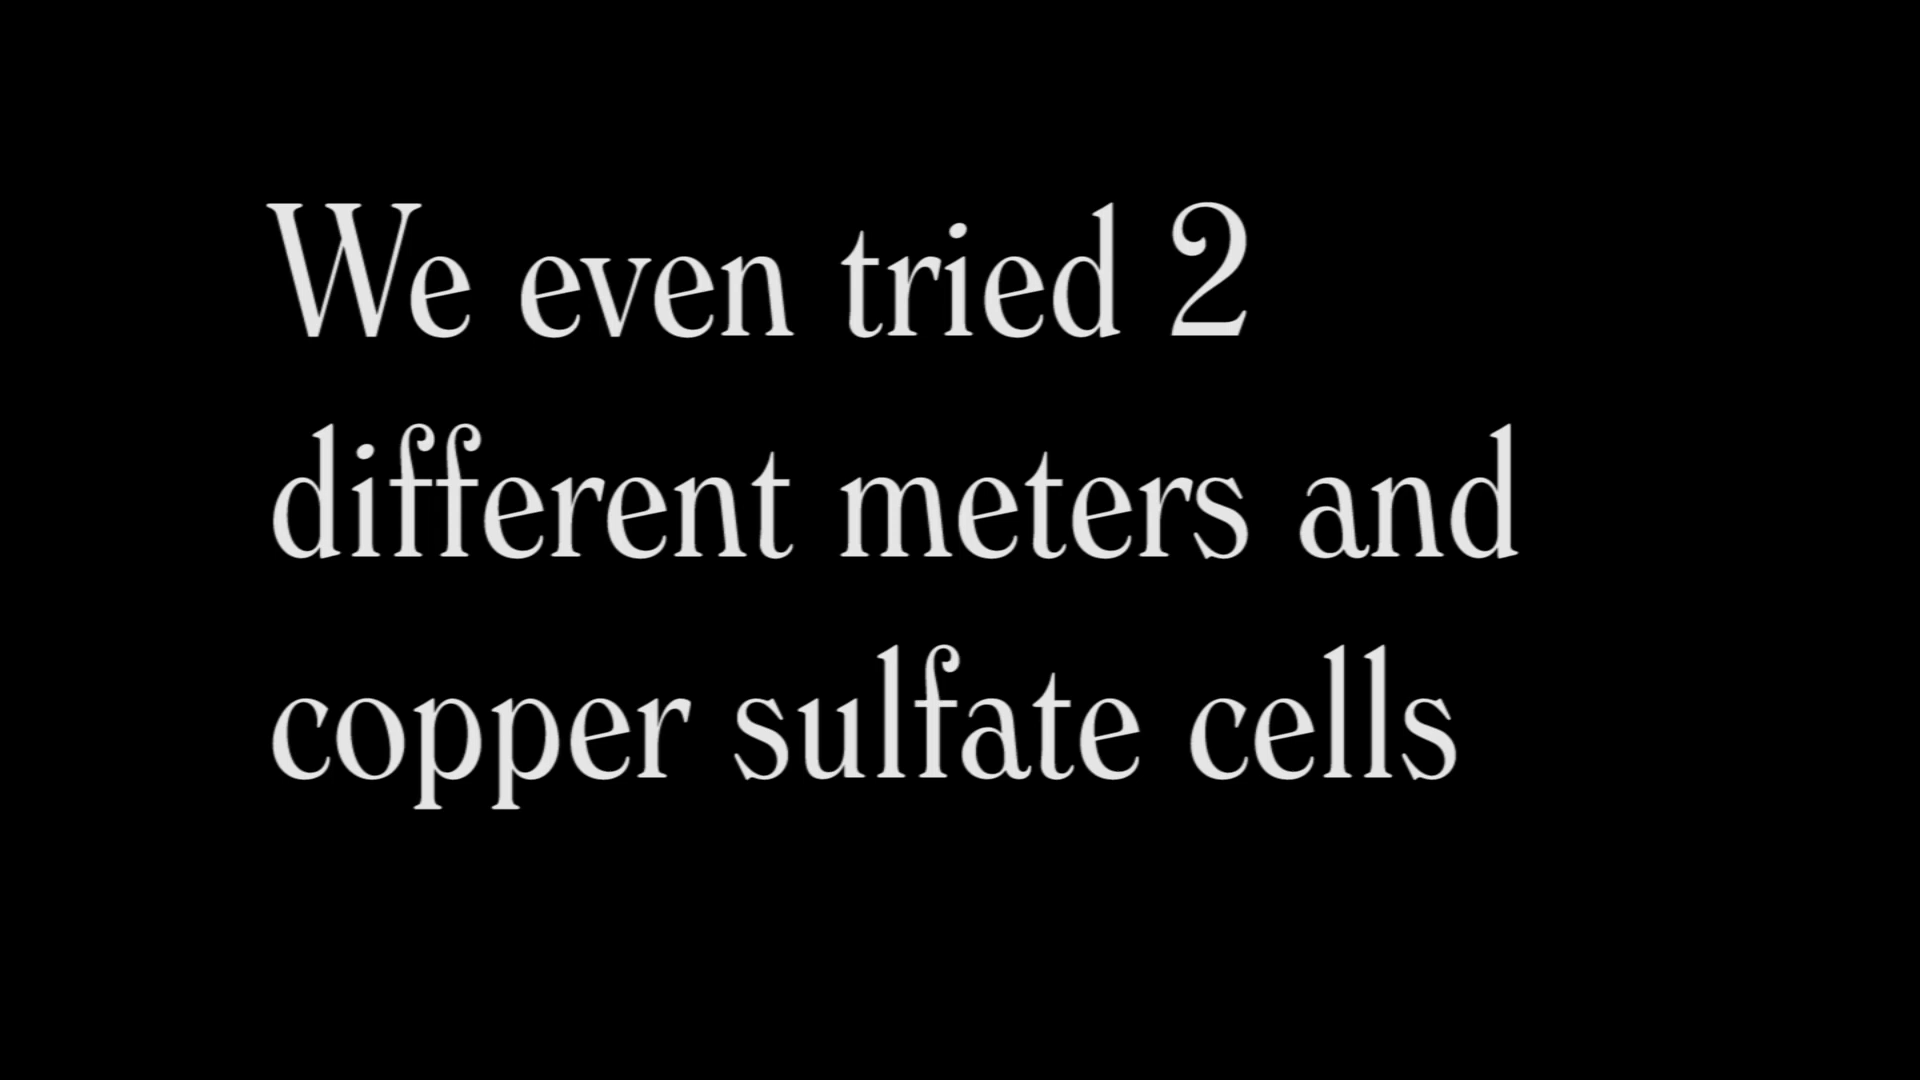 We even tried 2
different meters and
copper sulfate cells